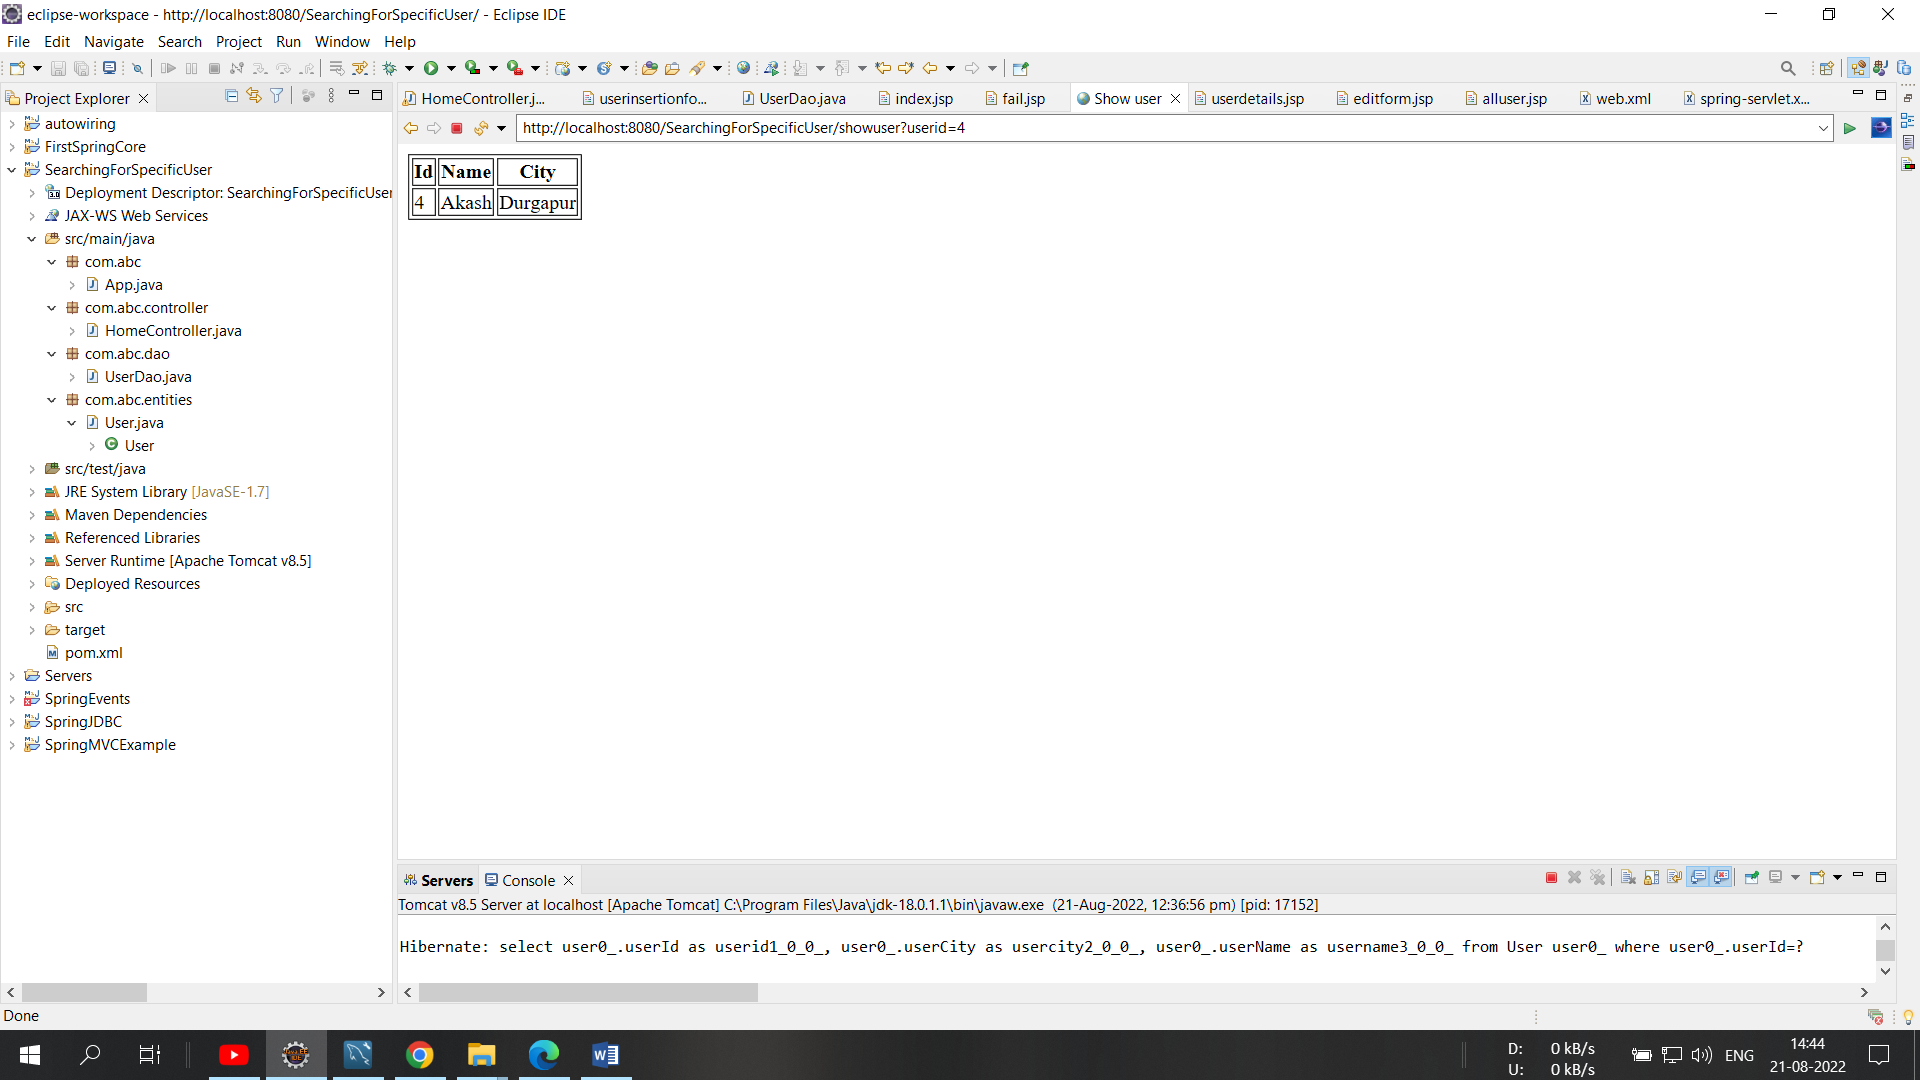 eclipse-workspace - http://localhost:8080/SearchingForSpecificUser/ - Eclipse IDE
File Edit Navigate Search Project Run Window Help
Project Explorer
HomeController.j... userinsertionfo... UserDao.java index.jsp fail.jsp Show user userdetails.jsp editform.jsp alluser.jsp web.xml spring-servlet.x...
http://localhost:8080/SearchingForSpecificUser/showuser?userid=4
autowiring
FirstSpringCore
SearchingForSpecificUser
Deployment Descriptor: SearchingForSpecificUser
JAX-WS Web Services
src/main/java
com.abc
App.java
com.abc.controller
HomeController.java
com.abc.dao
UserDao.java
com.abc.entities
User.java
User
src/test/java
JRE System Library [JavaSE-1.7]
Maven Dependencies
Referenced Libraries
Server Runtime [Apache Tomcat v8.5]
Deployed Resources
src
target
pom.xml
Servers
SpringEvents
SpringJDBC
SpringMVCExample
Id Name City
4 Akash Durgapur
Servers Console
Tomcat v8.5 Server at localhost [Apache Tomcat] C:\Program Files\Java\jdk-18.0.1.1\bin\javaw.exe (21-Aug-2022, 12:36:56 pm) [pid: 17152]
Hibernate: select user0_.userId as userid1_0_0_, user0_.userCity as usercity2_0_0_, user0_.userName as username3_0_0_ from User user0_ where user0_.userId=?
Done
D: 0 kB/s
U: 0 kB/s
ENG
14:44
21-08-2022